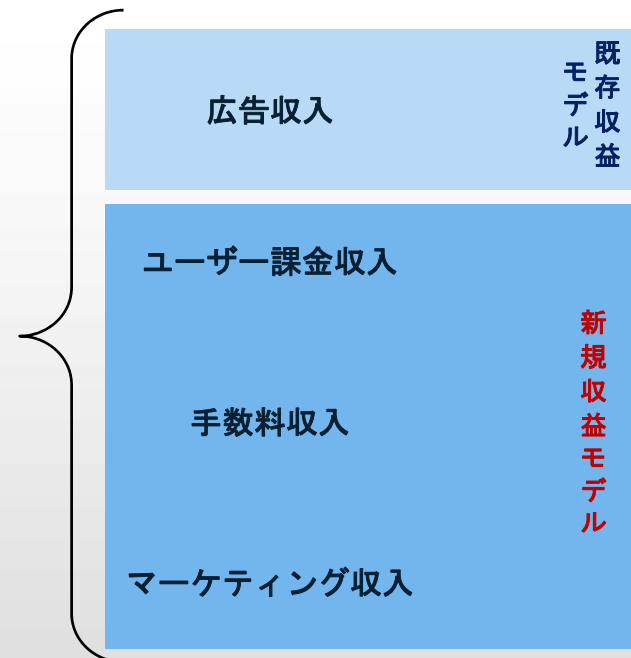 広告収入
既存収益
モデル
ユーザー課金収入
手数料収入
マーケティング収入
新規収益モデル